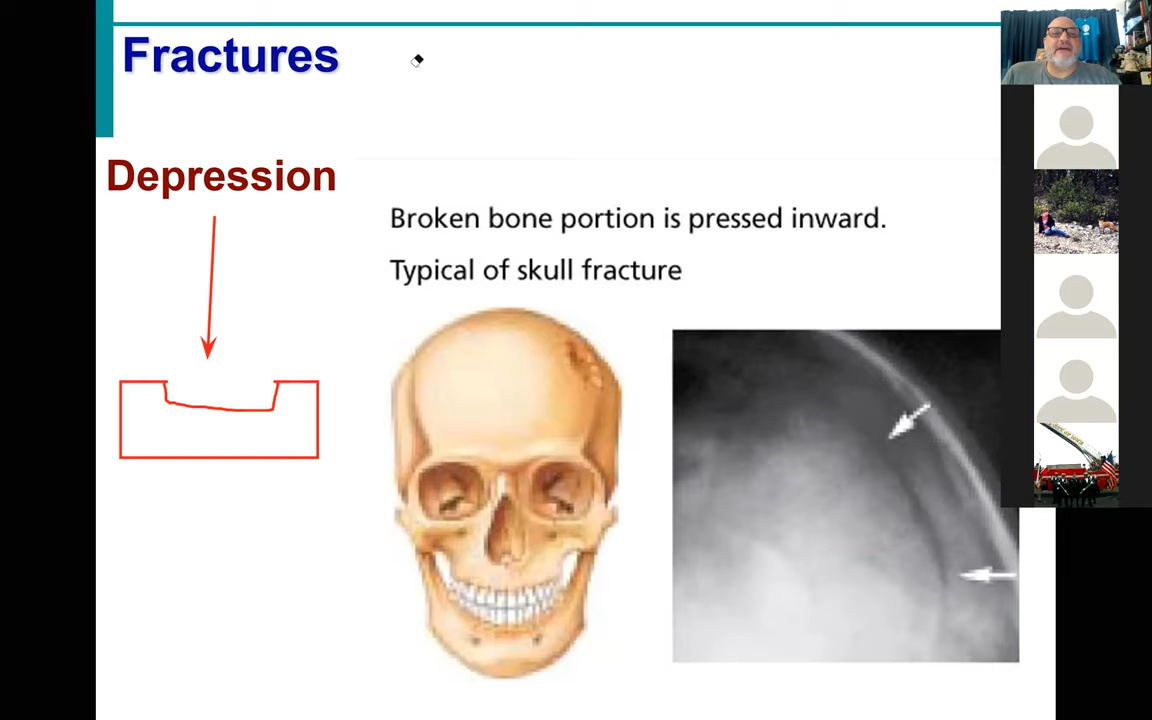 Fractures
Depression
Broken bone portion is pressed inward.
Typical of skull fracture